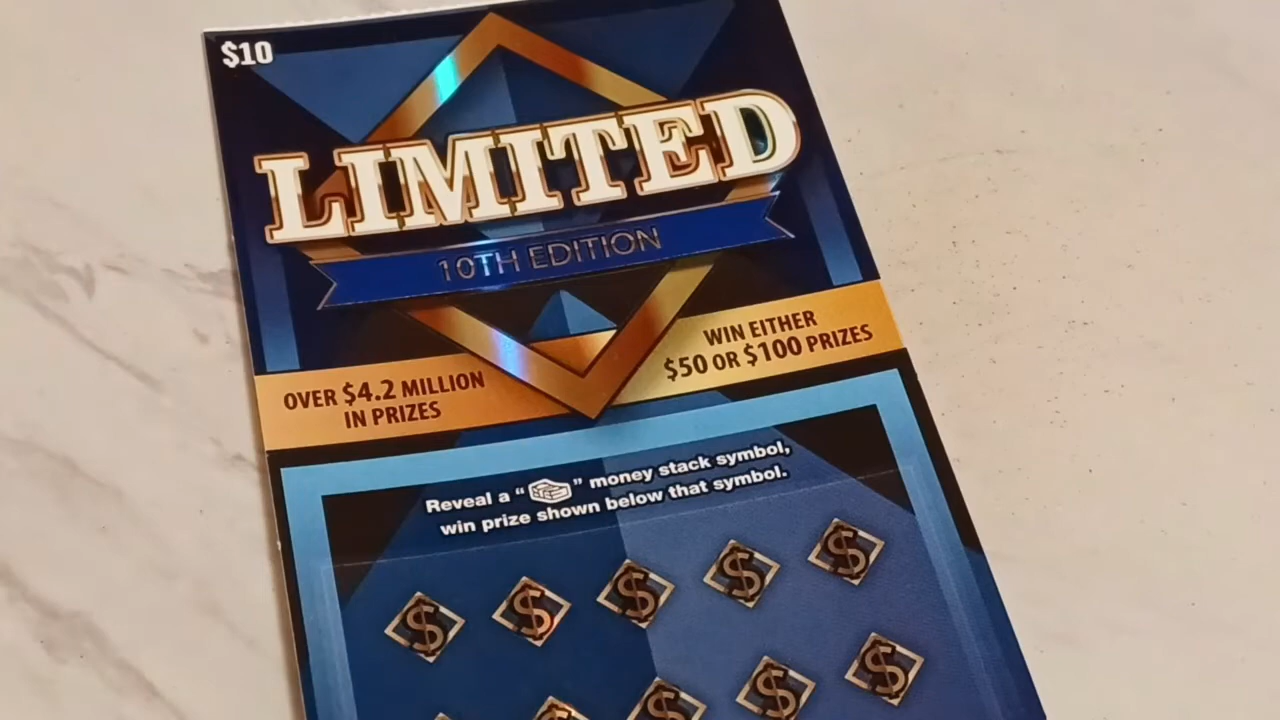 $10
LIMITED
10TH EDITION
OVER $4.2 MILLION
IN PRIZES
WIN EITHER
$50 OR $100 PRIZES
Reveal a “ ” money stack symbol,
win prize shown below that symbol.